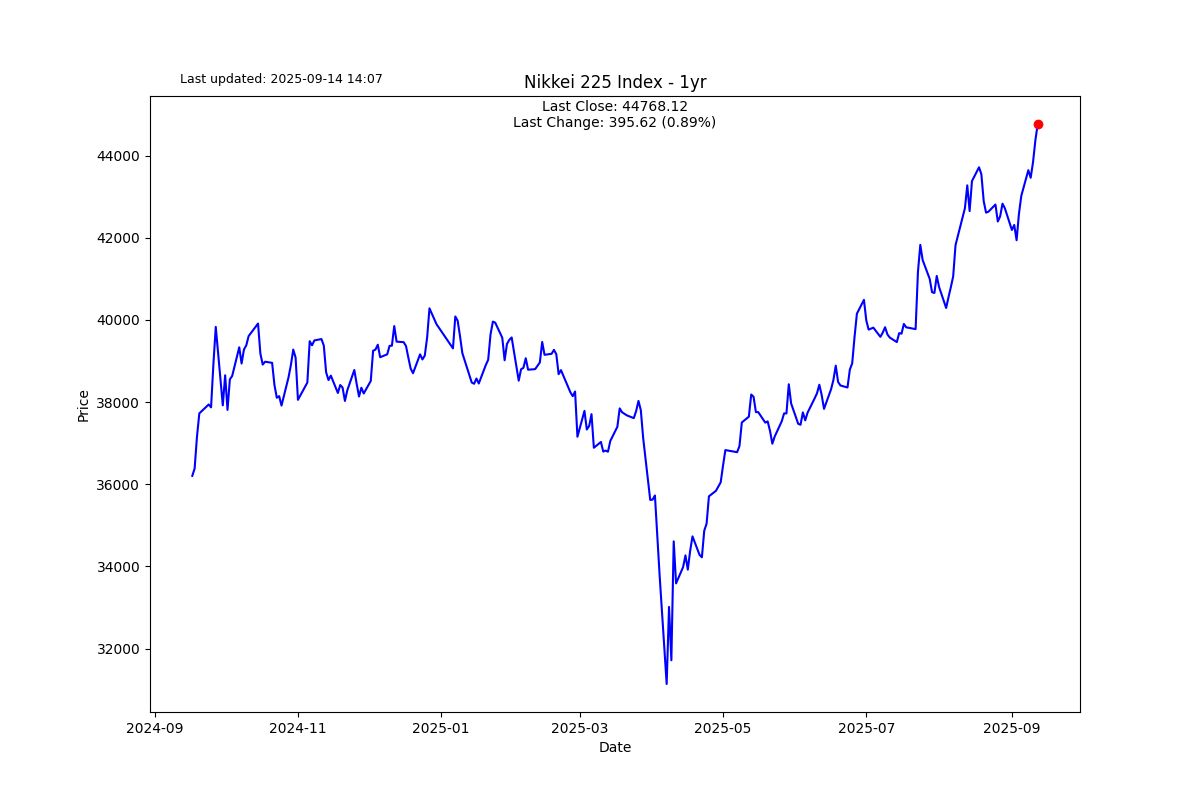 Last updated: 2025-09-14 14:07
Nikkei 225 Index - 1yr
Last Close: 44768.12
Last Change: 395.62 (0.89%)
44000
42000
40000
38000
36000
34000
32000
Price
2024-09 2024-11 2025-01 2025-03 2025-05 2025-07 2025-09
Date